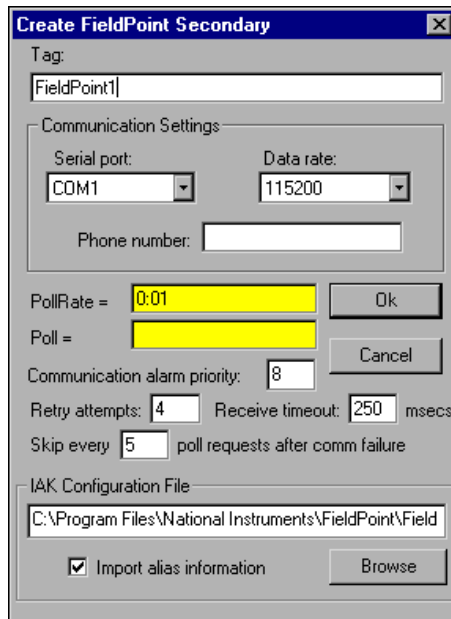 Create FieldPoint Secondary
Tag:
FieldPoint1
Communication Settings
Serial port: Data rate:
COM1 115200
Phone number:
PollRate = 0:01 Ok
Poll =
Cancel
Communication alarm priority: 8
Retry attempts: 4 Receive timeout: 250 msecs
Skip every 5 poll requests after comm failure
IAK Configuration File
C:\Program Files\National Instruments\FieldPoint\Field
Import alias information Browse